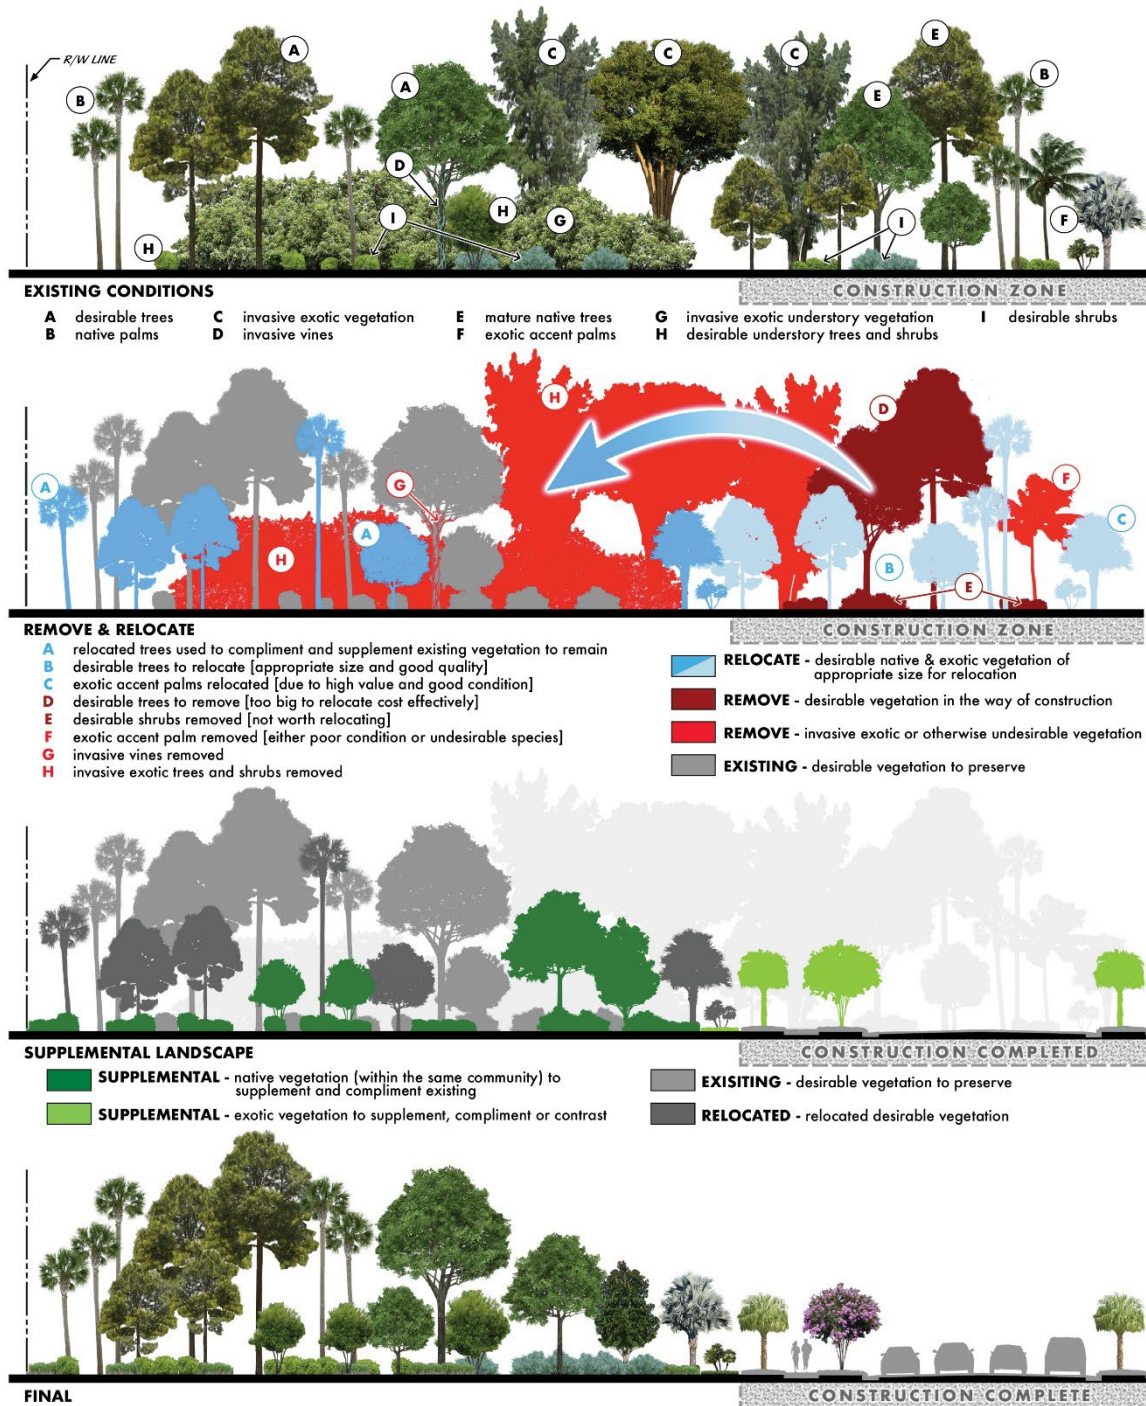 R/W LINE
A
B
A
C
C
C
E
B
E
D
I
H
G
H
I
F
CONSTRUCTION ZONE
EXISTING CONDITIONS
A desirable trees
B native palms
C invasive exotic vegetation
D invasive vines
E mature native trees
F exotic accent palms
G invasive exotic understory vegetation
H desirable understory trees and shrubs
I desirable shrubs
H
D
A
G
F
A
H
B
E
C
CONSTRUCTION ZONE
REMOVE & RELOCATE
A relocated trees used to compliment and supplement existing vegetation to remain
B desirable trees to relocate [appropriate size and good quality]
C exotic accent palms relocated [due to high value and good condition]
D desirable trees to remove [too big to relocate cost effectively]
E desirable shrubs removed [not worth relocating]
F exotic accent palm removed [either poor condition or undesirable species]
G invasive vines removed
H invasive exotic trees and shrubs removed
RELOCATE - desirable native & exotic vegetation of
appropriate size for relocation
REMOVE - desirable vegetation in the way of construction
REMOVE - invasive exotic or otherwise undesirable vegetation
EXISTING - desirable vegetation to preserve
CONSTRUCTION COMPLETED
SUPPLEMENTAL LANDSCAPE
SUPPLEMENTAL - native vegetation (within the same community) to
supplement and compliment existing
SUPPLEMENTAL - exotic vegetation to supplement, compliment or contrast
EXISITING - desirable vegetation to preserve
RELOCATED - relocated desirable vegetation
CONSTRUCTION COMPLETE
FINAL